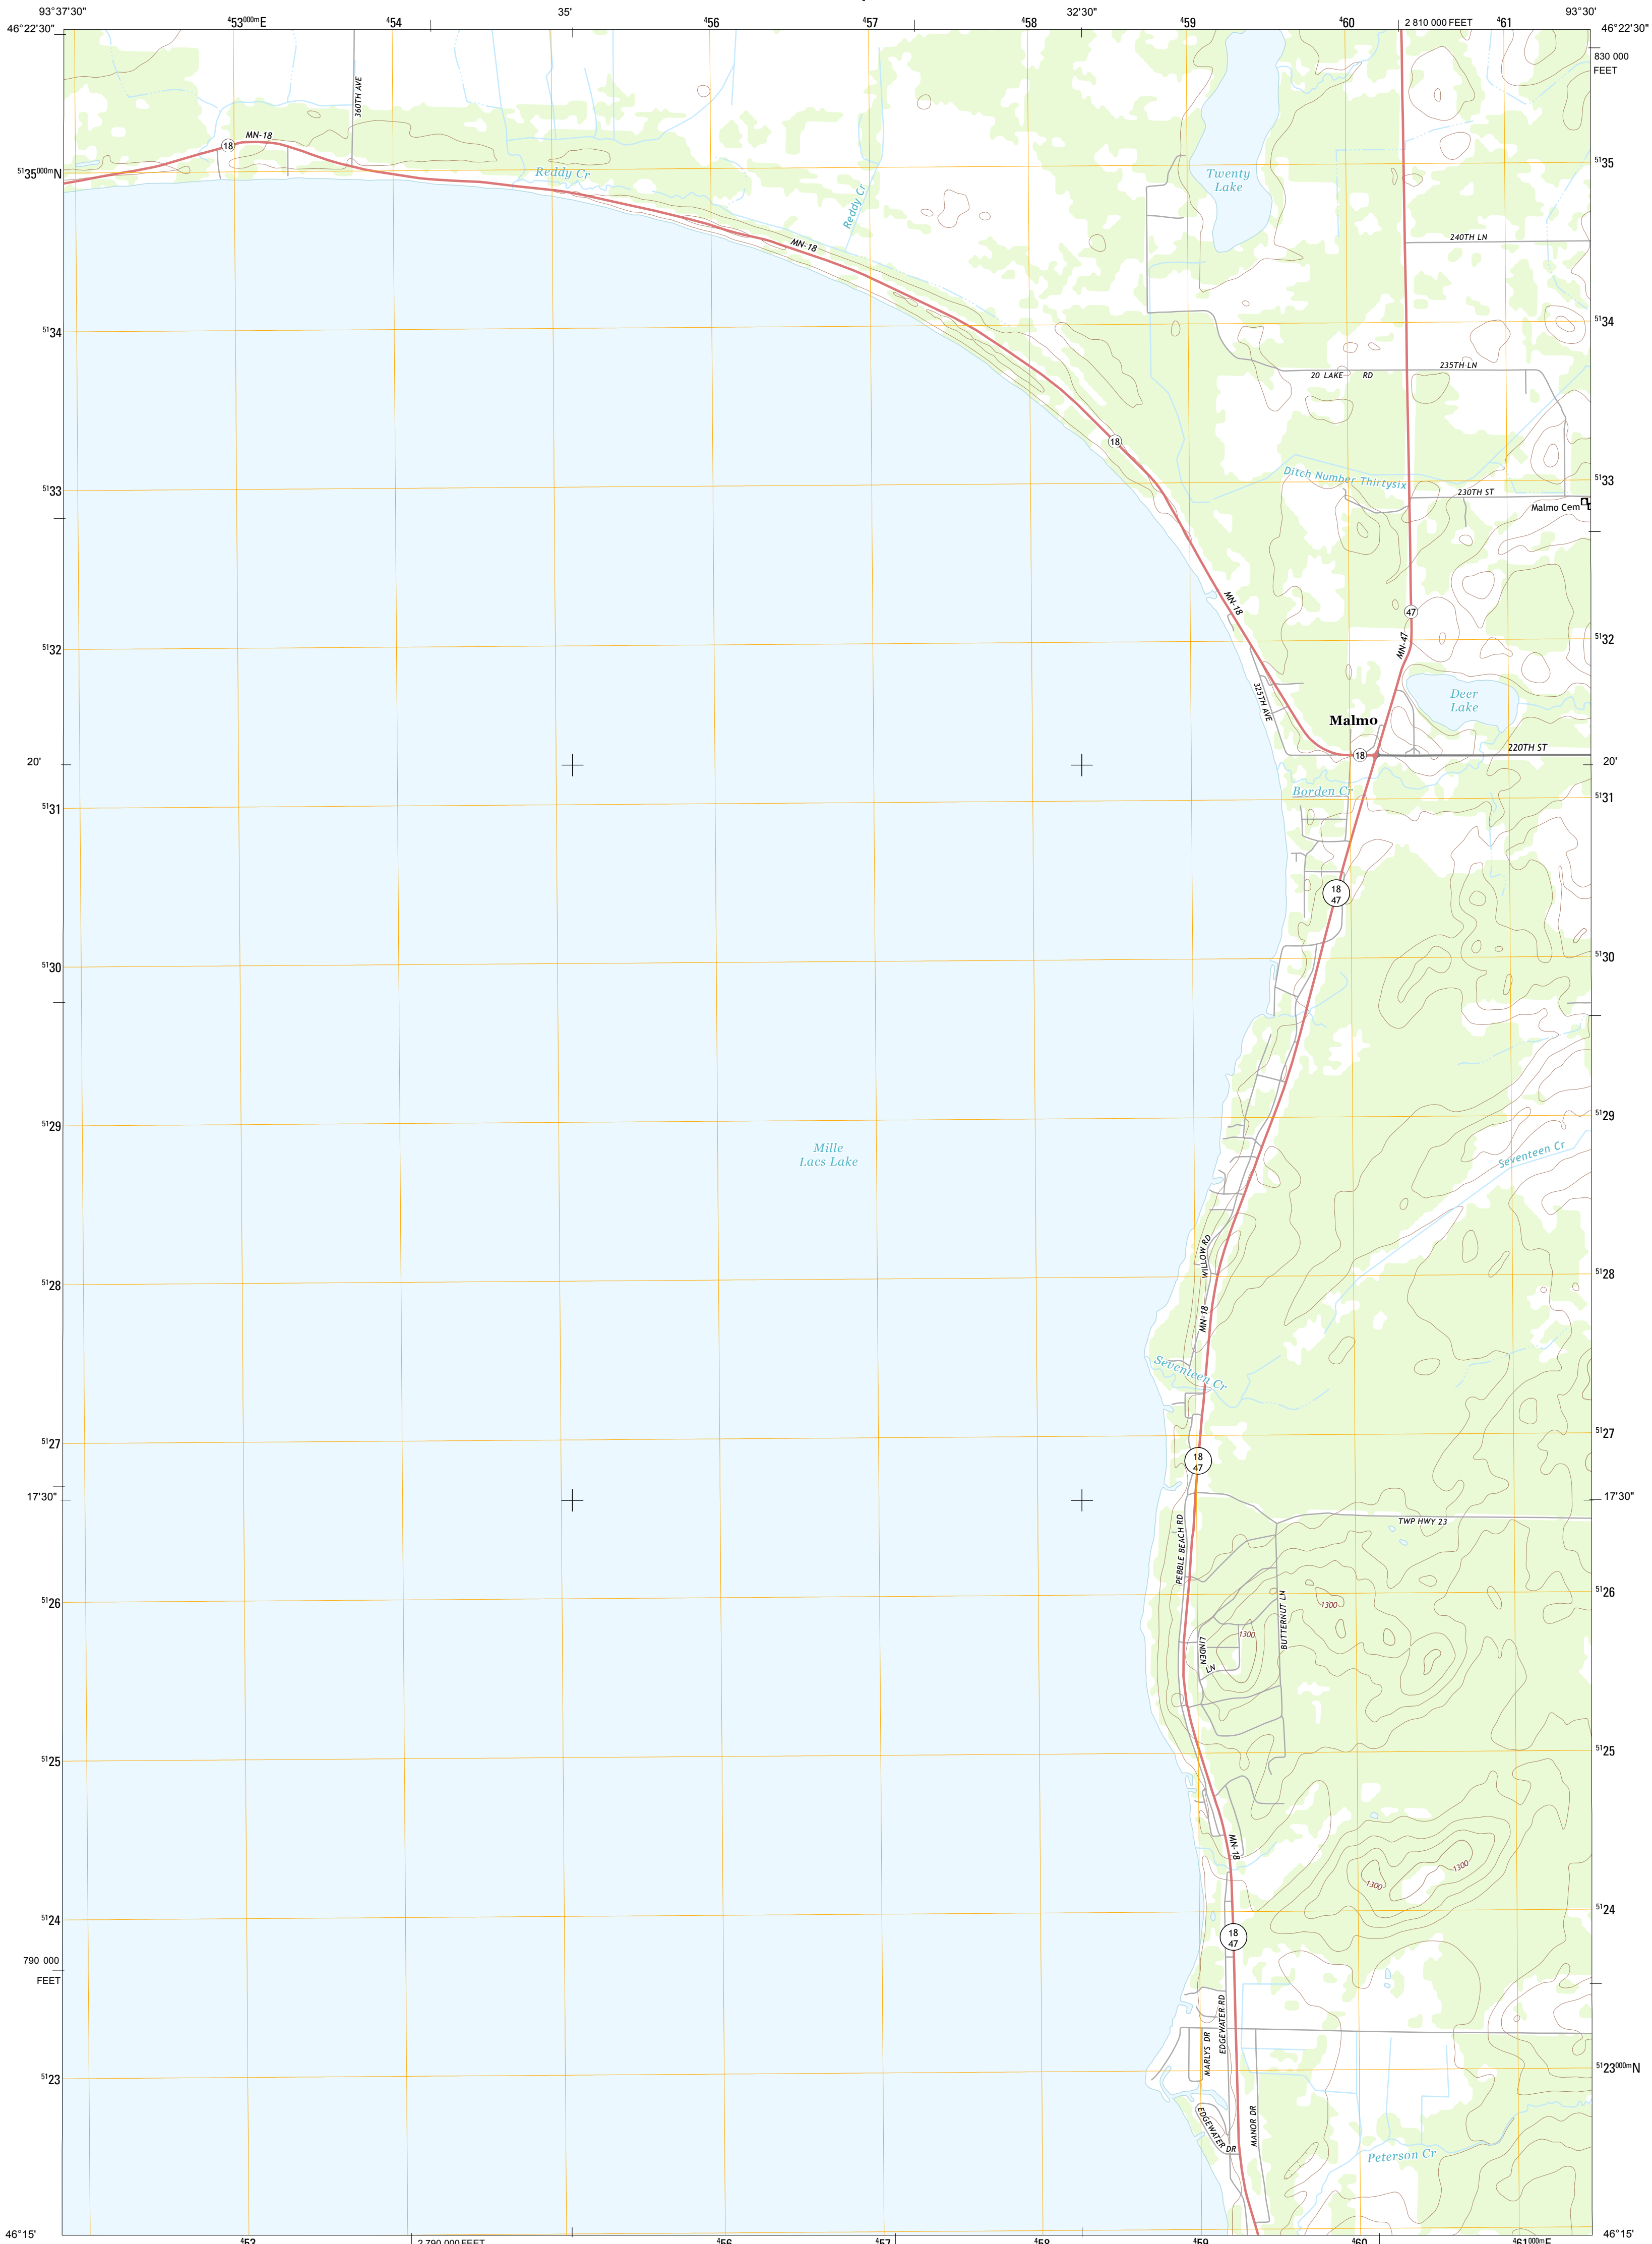 93°37'30"
⁴53⁰⁰⁰ᵐE
⁴54
35'
⁴56
⁴57
⁴58
32'30"
⁴59
⁴60
2 810 000 FEET
⁴61
93°30'
46°22'30"
46°22'30"
830 000
FEET
360TH AVE
MN-18
18
⁵¹35⁰⁰⁰ᵐN
⁵¹35
Reddy Cr
Reddy Cr
Twenty
Lake
MN-18
240TH LN
⁵¹34
⁵¹34
235TH LN
20 LAKE RD
18
Ditch Number Thirtysix
⁵¹33
⁵¹33
230TH ST
Malmo Cem
MN-18
47
⁵¹32
⁵¹32
MN-47
325TH AVE
Deer
Lake
Malmo
18
220TH ST
20'
20'
Borden Cr
⁵¹31
⁵¹31
18
47
⁵¹30
⁵¹30
⁵¹29
⁵¹29
Mille
Lacs Lake
Seventeen Cr
WILLOW RD
⁵¹28
⁵¹28
MN-18
Seventeen Cr
⁵¹27
⁵¹27
18
47
17'30"
17'30"
PEBBLE BEACH RD
TWP HWY 23
⁵¹26
⁵¹26
1300
BUTTERNUT LN
1300
LINDEN
LN
⁵¹25
⁵¹25
MN-18
1300
1300
⁵¹24
⁵¹24
18
47
790 000
FEET
EDGEWATER RD
MARLYS DR
⁵¹23
⁵¹23⁰⁰⁰ᵐN
EDGEWATER DR
MANOR DR
Peterson Cr
46°15'
46°15'
⁴53
2 790 000 FEET
⁴56
⁴57
⁴58
⁴59
⁴60
⁴61⁰⁰⁰ᵐE